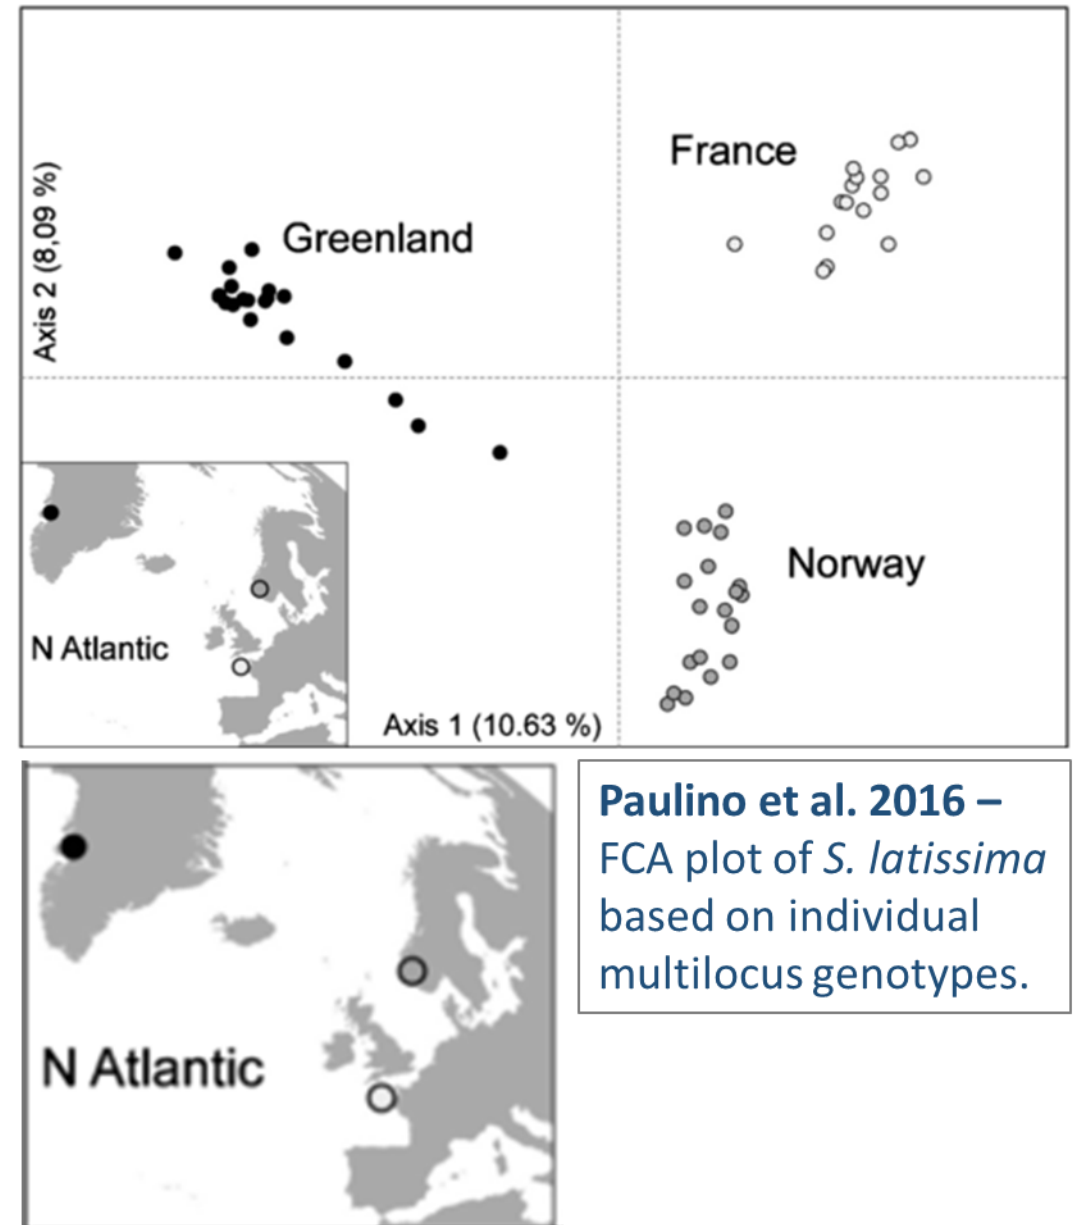 Axis 2 (8,09 %)
Greenland
France
Norway
N Atlantic
Axis 1 (10.63 %)
N Atlantic
Paulino et al. 2016 –
FCA plot of S. latissima
based on individual
multilocus genotypes.